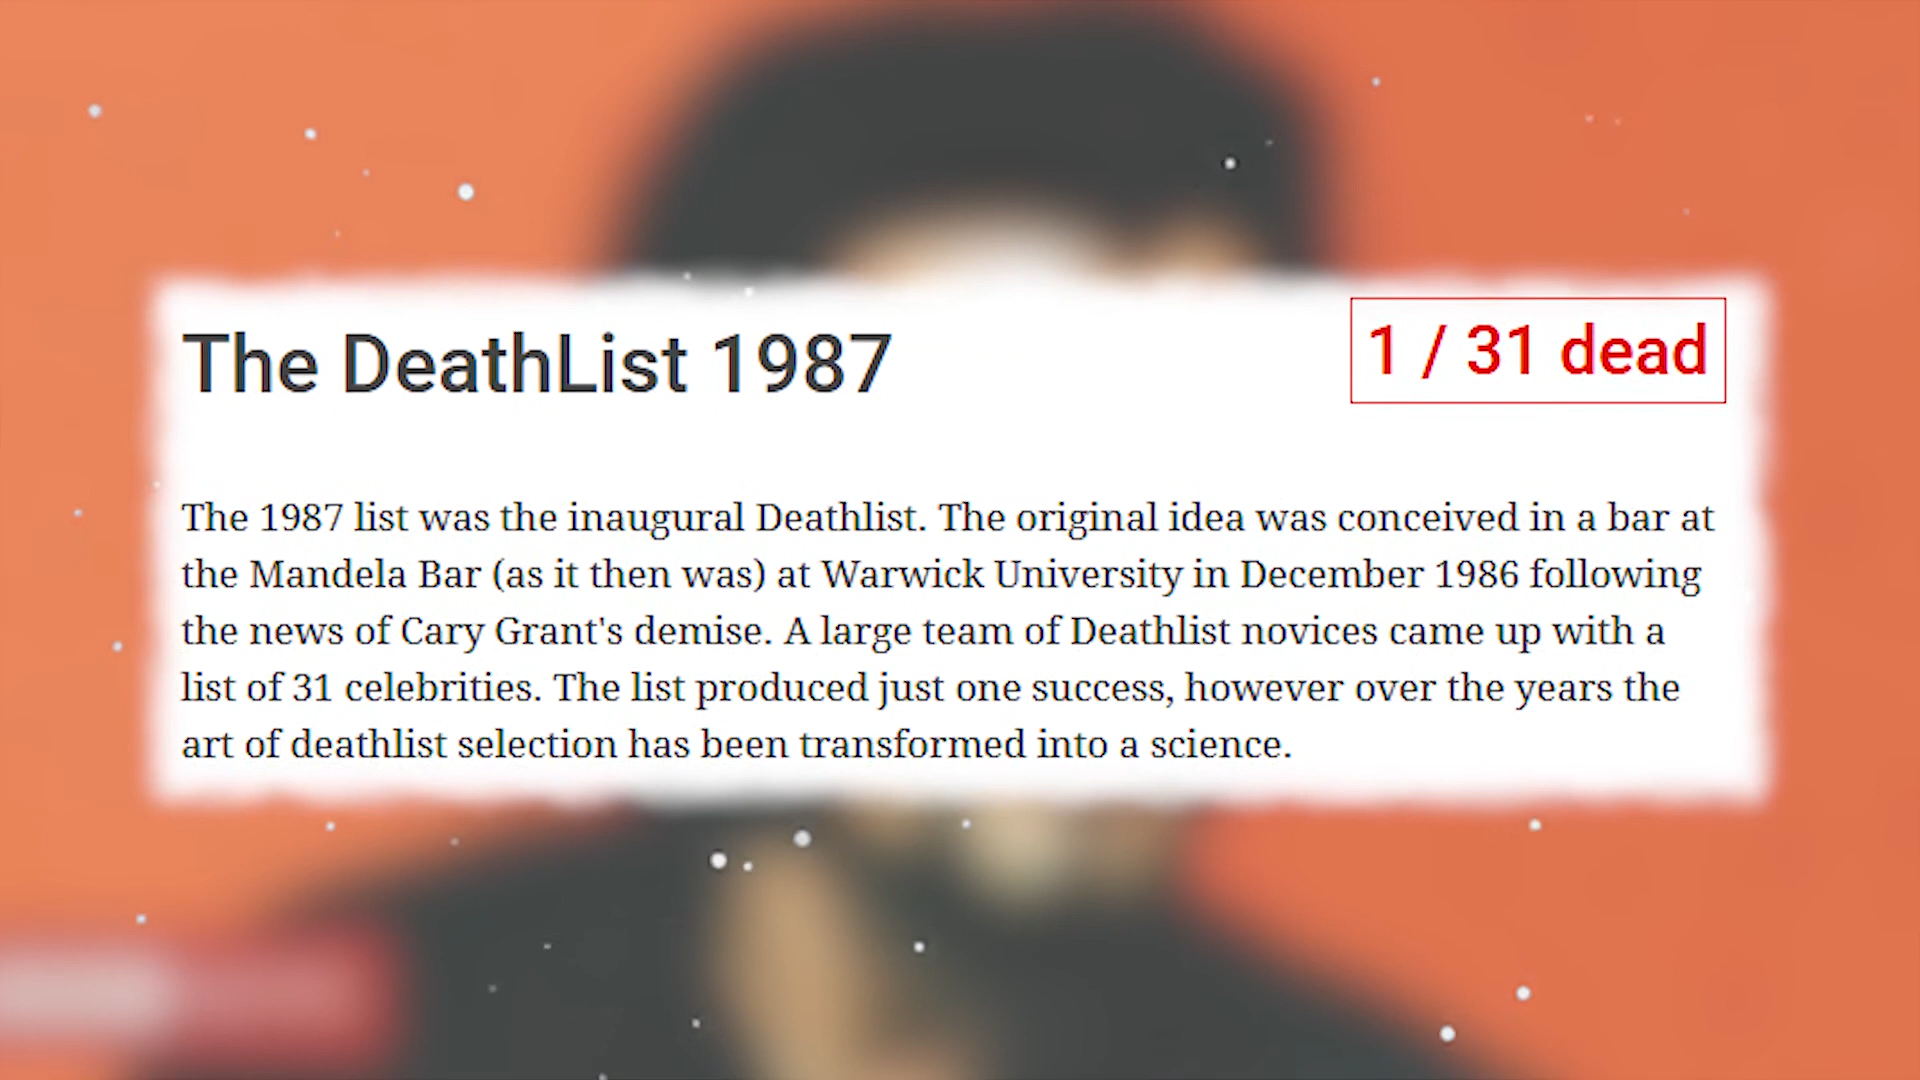 The DeathList 1987
1 / 31 dead
The 1987 list was the inaugural Deathlist. The original idea was conceived in a bar at
the Mandela Bar (as it then was) at Warwick University in December 1986 following
the news of Cary Grant's demise. A large team of Deathlist novices came up with a
list of 31 celebrities. The list produced just one success, however over the years the
art of deathlist selection has been transformed into a science.